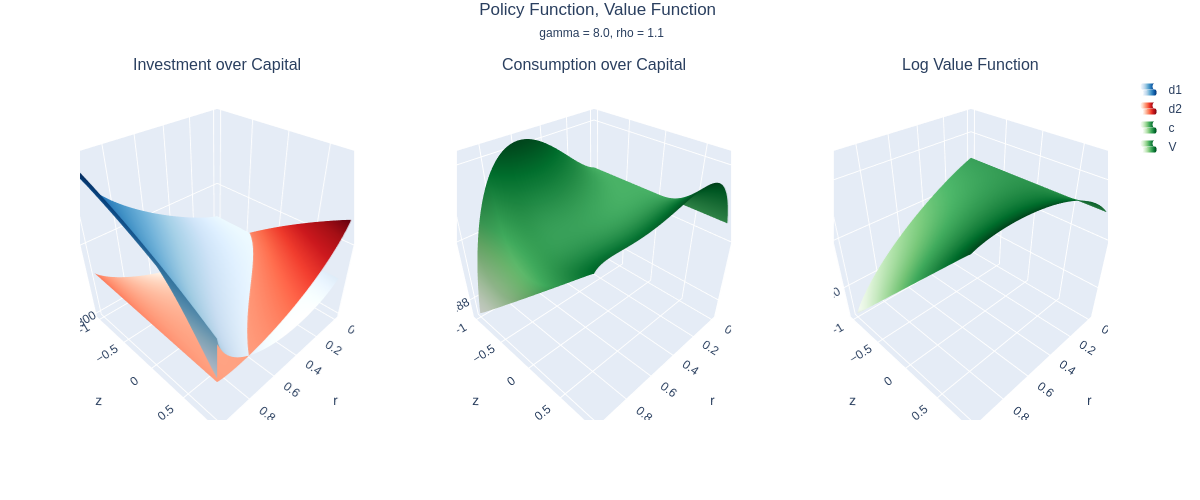 Policy Function, Value Function
gamma = 8.0, rho = 1.1
Investment over Capital
Consumption over Capital
Log Value Function
d1
d2
c
V
−1
−0.5
0
0.5
z
0.2
0.4
0.6
0.8
r
−1
−0.5
0
0.5
z
0
0.2
0.4
0.6
0.8
r
−1
−0.5
0
0.5
z
0
0.2
0.4
0.6
0.8
r